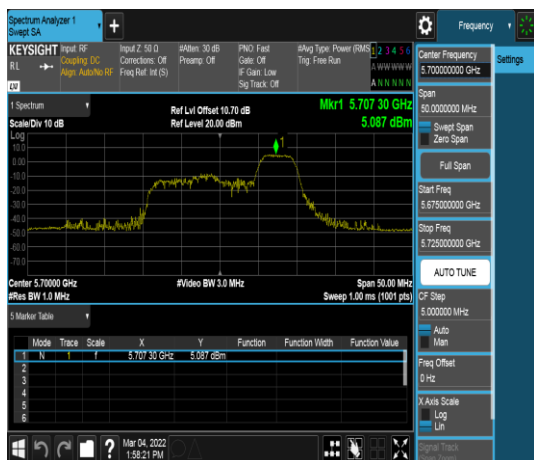 Spectrum Analyzer 1
Swept SA
Frequency
KEYSIGHT Input: RF Input Z: 50 Ω #Atten: 30 dB PNO: Fast #Avg Type: Power (RMS 1 2 3 4 5 6
RL Coupling: DC Corrections: Off Preamp: Off Gate: Off Trig: Free Run A W W W W W
Align: Auto/No RF Freq Ref: Int (S) IF Gain: Low
Sig Track: Off A N N N N N
LXI
Center Frequency
5.700000000 GHz
Settings
Span
50.0000000 MHz
Swept Span
Zero Span
Full Span
Start Freq
5.675000000 GHz
Stop Freq
5.725000000 GHz
AUTO TUNE
CF Step
5.000000 MHz
Auto
Man
Freq Offset
0 Hz
X Axis Scale
Log
Lin
Signal Track
1 Spectrum
Scale/Div 10 dB
Ref Lvl Offset 10.70 dB
Ref Level 20.00 dBm
Mkr1 5.707 30 GHz
5.087 dBm
Log
10.0
0.00
-10.0
-20.0
-30.0
-40.0
-50.0
-60.0
-70.0
1
Center 5.70000 GHz #Video BW 3.0 MHz Span 50.00 MHz
#Res BW 1.0 MHz Sweep 1.00 ms (1001 pts)
5 Marker Table
Mode Trace Scale X Y Function Function Width Function Value
1 N 1 f 5.707 30 GHz 5.087 dBm
2
3
4
5
6
? Mar 04, 2022
1:58:21 PM